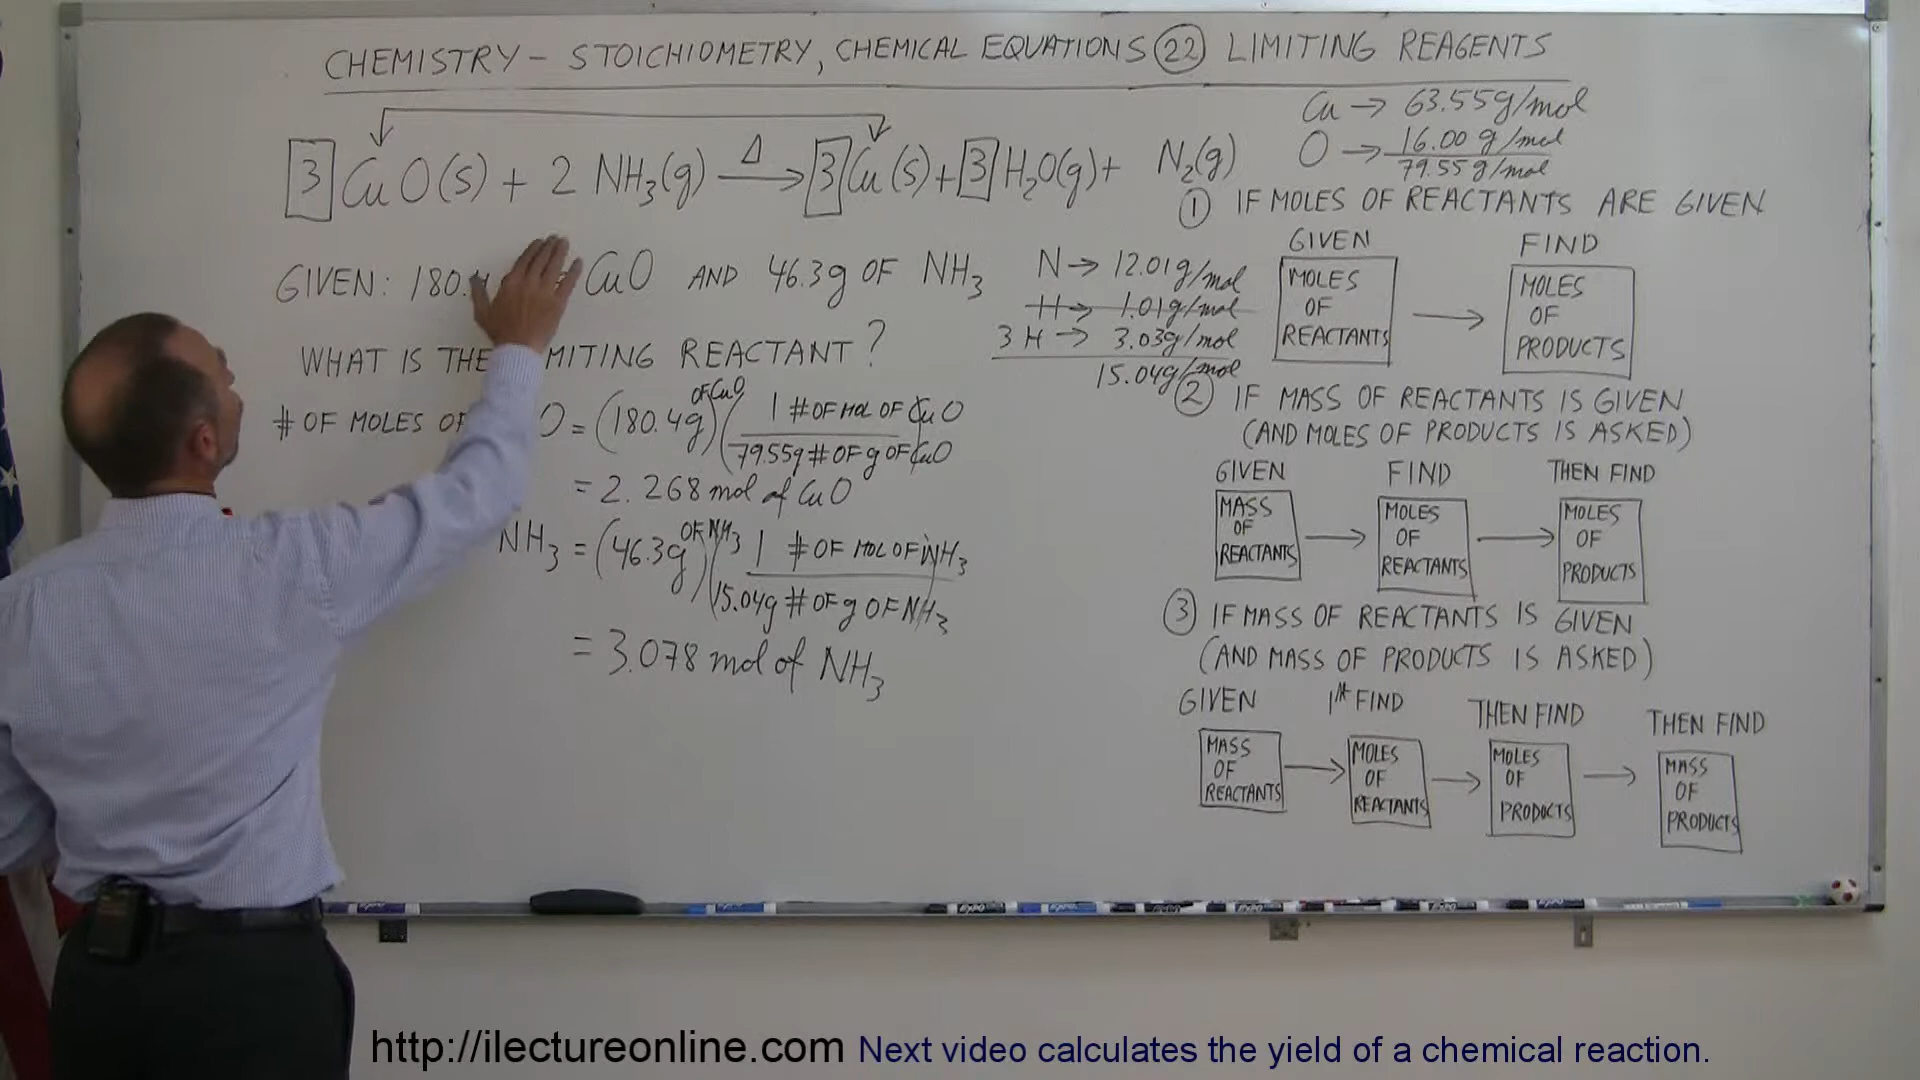 CHEMISTRY – STOICHIOMETRY, CHEMICAL EQUATIONS 22 LIMITING REAGENTS
3 CuO(s) + 2 NH₃(g) Δ→ 3 Cu(s) + 3 H₂O(g) + N₂(g)
Cu → 63.55 g/mol
O → 16.00 g/mol
79.55 g/mol
GIVEN: 180. CuO AND 46.3g OF NH₃
WHAT IS THE MITING REACTANT?
N → 12.01 g/mol
H → 1.01 g/mol
3 H → 3.03 g/mol
15.04 g/mol
# OF MOLES OF O = (180.4g OF CuO) (1 # OF MOL OF CuO
79.55g # OF g OF CuO
= 2.268 mol of CuO
NH₃ = (46.3g OF NH₃) (1 # OF MOL OF NH₃
15.04g # OF g OF NH₃
= 3.078 mol of NH₃
① IF MOLES OF REACTANTS ARE GIVEN
GIVEN FIND
MOLES OF REACTANTS → MOLES OF PRODUCTS
② IF MASS OF REACTANTS IS GIVEN
(AND MOLES OF PRODUCTS IS ASKED)
GIVEN FIND THEN FIND
MASS OF REACTANTS → MOLES OF REACTANTS → MOLES OF PRODUCTS
③ IF MASS OF REACTANTS IS GIVEN
(AND MASS OF PRODUCTS IS ASKED)
GIVEN 1st FIND THEN FIND THEN FIND
MASS OF REACTANTS → MOLES OF REACTANTS → MOLES OF PRODUCTS → MASS OF PRODUCTS
http://ilectureonline.com Next video calculates the yield of a chemical reaction.